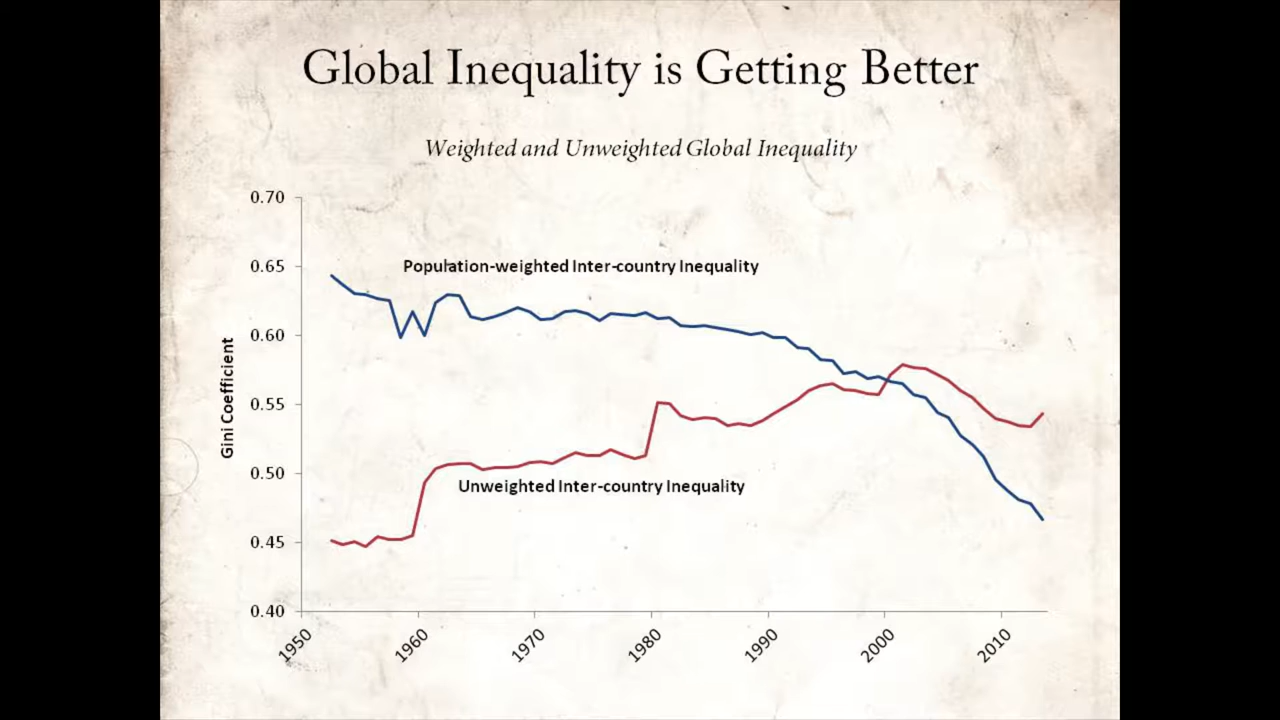 Global Inequality is Getting Better
Weighted and Unweighted Global Inequality
0.70
0.65
0.60
0.55
0.50
0.45
0.40
Gini Coefficient
Population-weighted Inter-country Inequality
Unweighted Inter-country Inequality
1950
1960
1970
1980
1990
2000
2010